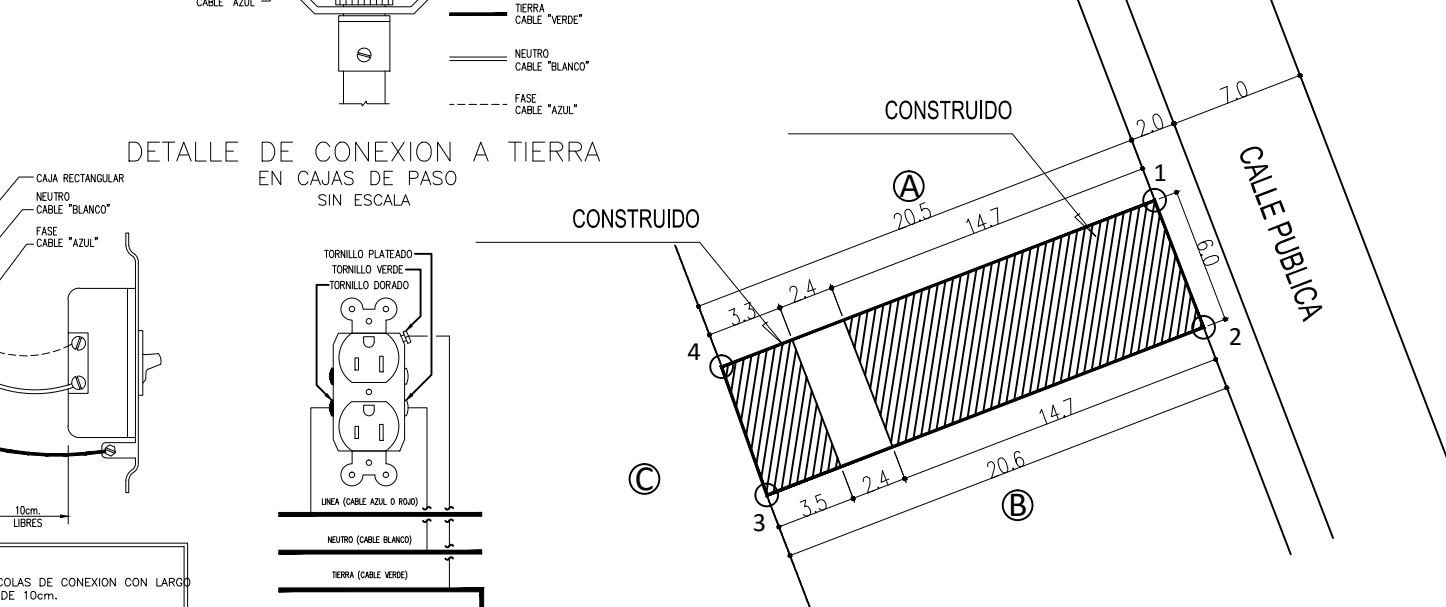 CABLE "AZUL"
TIERRA
CABLE "VERDE"
NEUTRO
CABLE "BLANCO"
FASE
CABLE "AZUL"
DETALLE DE CONEXION A TIERRA
EN CAJAS DE PASO
SIN ESCALA
CAJA RECTANGULAR
NEUTRO
CABLE "BLANCO"
FASE
CABLE "AZUL"
10cm.
LIBRES
COLAS DE CONEXION CON LARGO
DE 10cm.
TORNILLO PLATEADO
TORNILLO VERDE
TORNILLO DORADO
LINEA (CABLE AZUL O ROJO)
NEUTRO (CABLE BLANCO)
TIERRA (CABLE VERDE)
CONSTRUIDO
CONSTRUIDO
7.0
2.0
A
20.5
14.7
2.4
3.3
1
6.0
CALLE PUBLICA
4
2
14.7
20.6
2.4
3.5
3
B
C